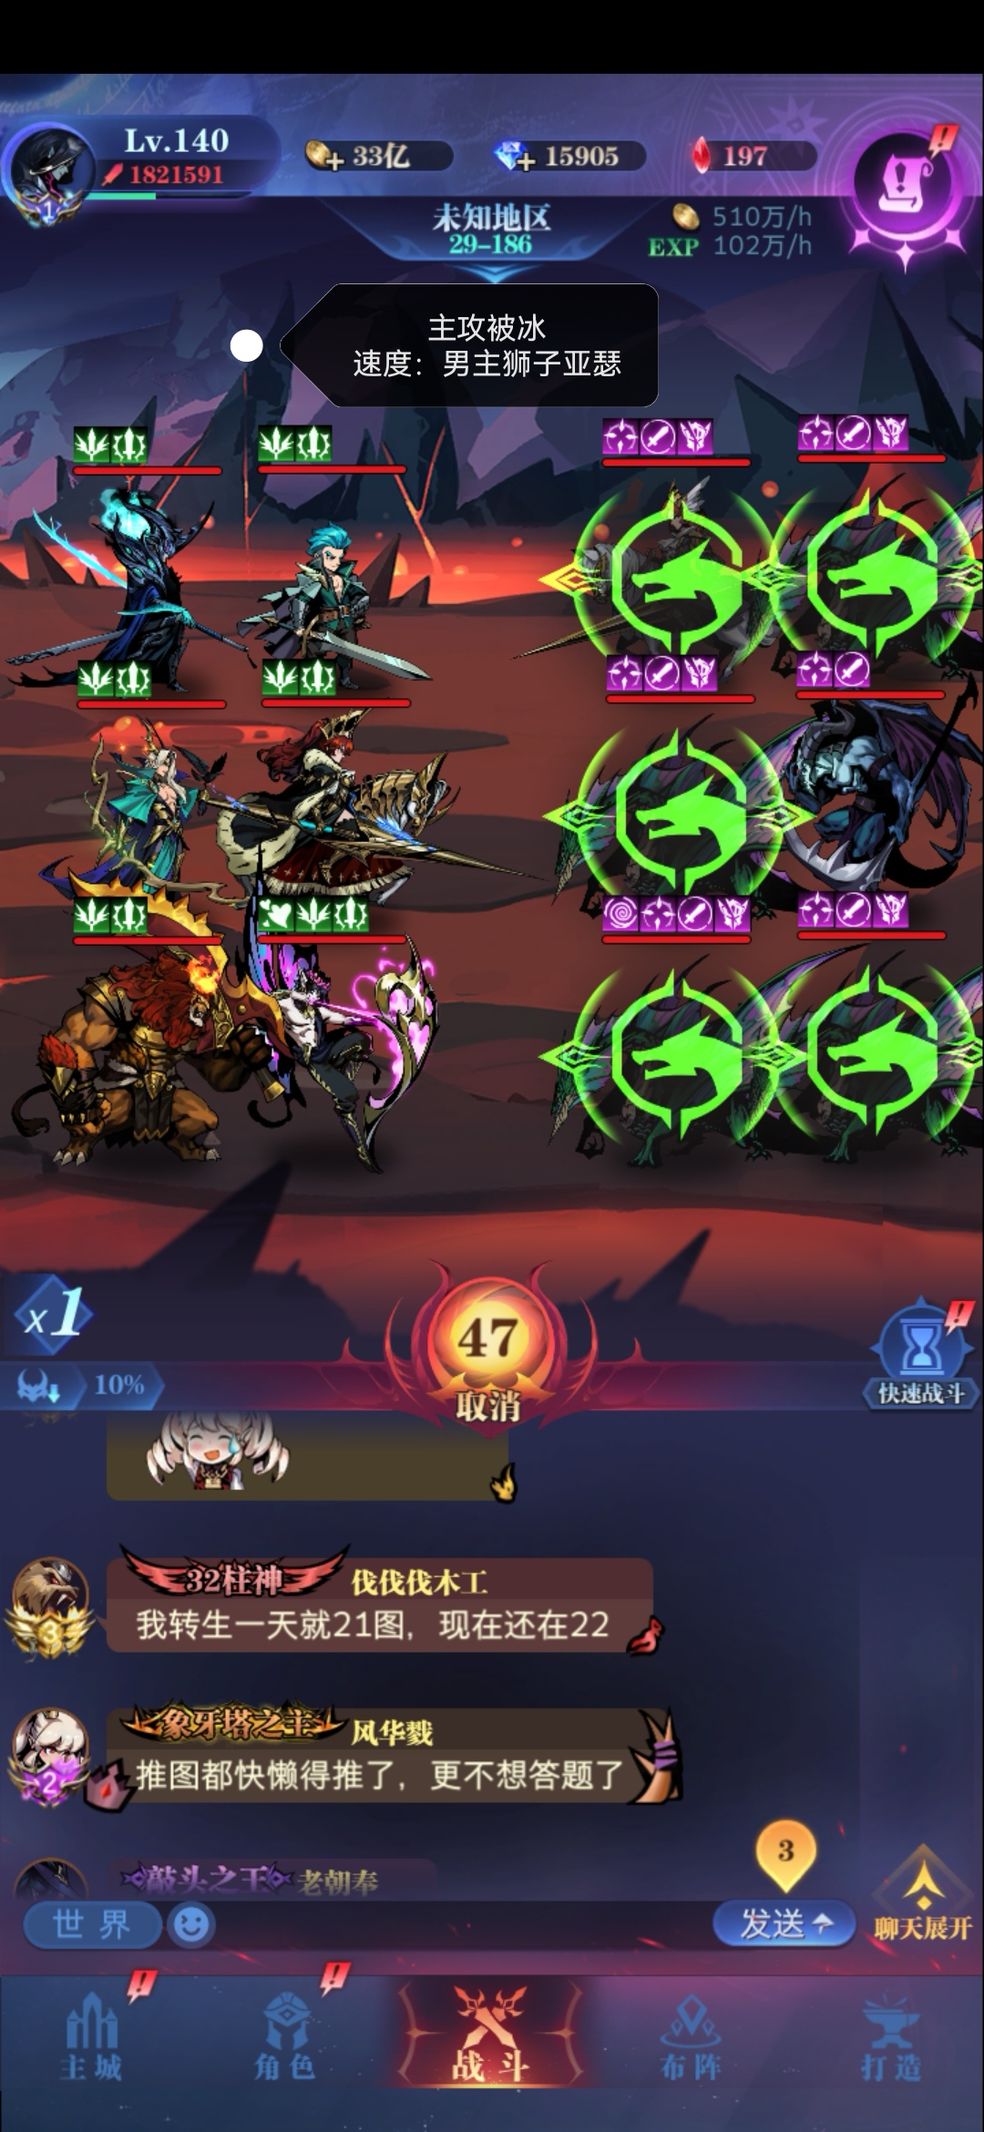 Lv.140
33亿
15905
197
1821591
1
未知地区
29-186
510万/h
EXP 102万/h
主攻被冰
速度：男主狮子亚瑟
x1
47
取消
10%
快速战斗
32柱神 伐伐伐木工
3
我转生一天就21图，现在还在22
象牙塔之主 风华戮
2
推图都快懒得推了，更不想答题了
敲头之王 老朝奉
3
世界
发送
聊天展开
主城
角色
战斗
布阵
打造